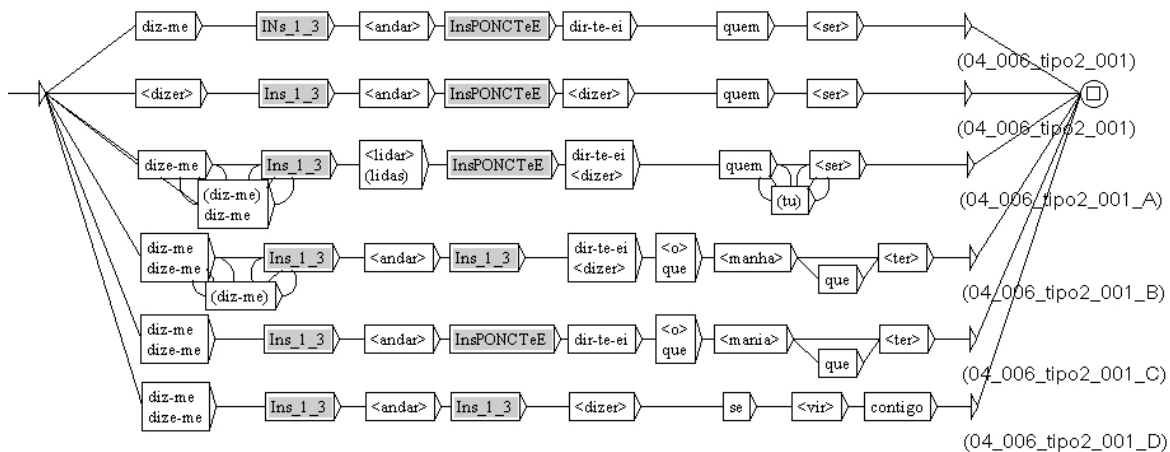 diz-me INs_1_3 <andar> InsPONCTeE dir-te-ei quem <ser>
(04_006_tipo2_001)
<dizer> Ins_1_3 <andar> InsPONCTeE <dizer> quem <ser>
(04_006_tipo2_001)
dize-me Ins_1_3 <lidar> InsPONCTeE dir-te-ei quem <ser>
(lidas) <dizer>
(diz-me) (tu)
diz-me
(04_006_tipo2_001_A)
diz-me Ins_1_3 <andar> Ins_1_3 dir-te-ei <o> <manha> <ter>
dize-me <dizer> que
(diz-me) que
(04_006_tipo2_001_B)
diz-me Ins_1_3 <andar> InsPONCTeE dir-te-ei <o> <mania> <ter>
dize-me que
que
(04_006_tipo2_001_C)
diz-me Ins_1_3 <andar> Ins_1_3 <dizer> se <vir> contigo
dize-me
(04_006_tipo2_001_D)